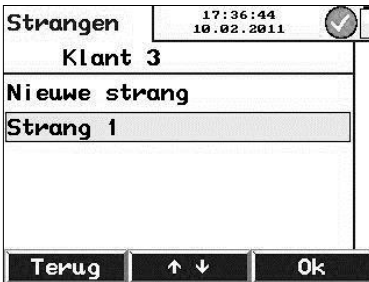 Strangen
17:36:44
10.02.2011
Klant 3
Nieuwe strang
Strang 1
Terug ↑ ↓ Ok